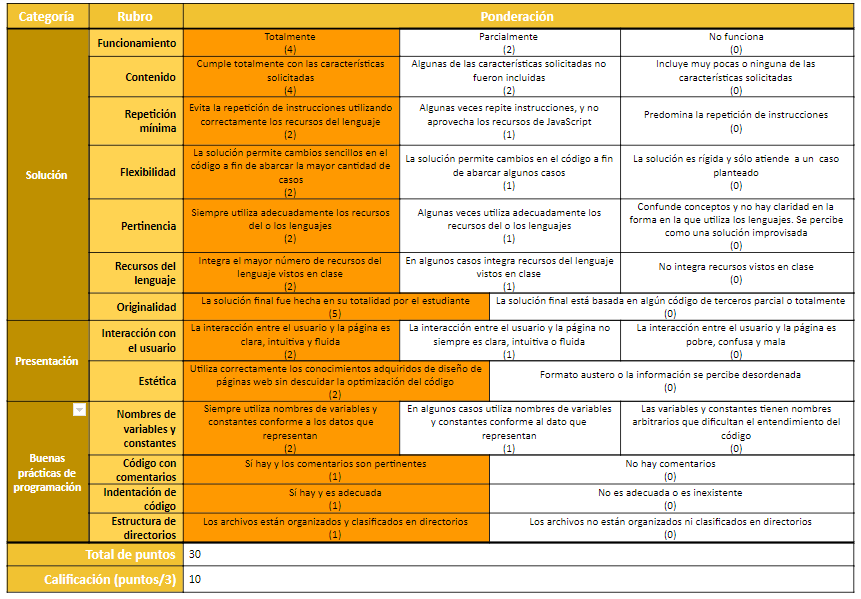 Categoría Rubro Ponderación
Solución
Funcionamiento
Totalmente
(4)
Parcialmente
(2)
No funciona
(0)
Contenido
Cumple totalmente con las características
solicitadas
(4)
Algunas de las características solicitadas no
fueron incluidas
(2)
Incluye muy pocas o ninguna de las
características solicitadas
(0)
Repetición
mínima
Evita la repetición de instrucciones utilizando
correctamente los recursos del lenguaje
(2)
Algunas veces repite instrucciones, y no
aprovecha los recursos de JavaScript
(1)
Predomina la repetición de instrucciones
(0)
Flexibilidad
La solución permite cambios sencillos en el
código a fin de abarcar la mayor cantidad de
casos
(2)
La solución permite cambios en el código a fin
de abarcar algunos casos
(1)
La solución es rígida y sólo atiende a un caso
planteado
(0)
Pertinencia
Siempre utiliza adecuadamente los recursos
del o los lenguajes
(2)
Algunas veces utiliza adecuadamente los
recursos del o los lenguajes
(1)
Confunde conceptos y no hay claridad en la
forma en la que utiliza los lenguajes. Se percibe
como una solución improvisada
(0)
Recursos del
lenguaje
Integra el mayor número de recursos del
lenguaje vistos en clase
(2)
En algunos casos integra recursos del lenguaje
vistos en clase
(1)
No integra recursos vistos en clase
(0)
Originalidad
La solución final fue hecha en su totalidad por el estudiante
(5)
La solución final está basada en algún código de terceros parcial o totalmente
(0)
Presentación
Interacción con
el usuario
La interacción entre el usuario y la página es
clara, intuitiva y fluida
(2)
La interacción entre el usuario y la página no
siempre es clara, intuitiva o fluida
(1)
La interacción entre el usuario y la página es
pobre, confusa y mala
(0)
Estética
Utiliza correctamente los conocimientos adquiridos de diseño de
páginas web sin descuidar la optimización del código
(2)
Formato austero o la información se percibe desordenada
(0)
Buenas
prácticas de
programación
Nombres de
variables y
constantes
Siempre utiliza nombres de variables y
constantes conforme a los datos que
representan
(2)
En algunos casos utiliza nombres de variables
y constantes conforme al dato que
representan
(1)
Las variables y constantes tienen nombres
arbitrarios que dificultan el entendimiento del
código
(0)
Código con
comentarios
Sí hay y los comentarios son pertinentes
(1)
No hay comentarios
(0)
Indentación de
código
Sí hay y es adecuada
(1)
No es adecuada o es inexistente
(0)
Estructura de
directorios
Los archivos están organizados y clasificados en directorios
(1)
Los archivos no están organizados ni clasificados en directorios
(0)
Total de puntos 30
Calificación (puntos/3) 10